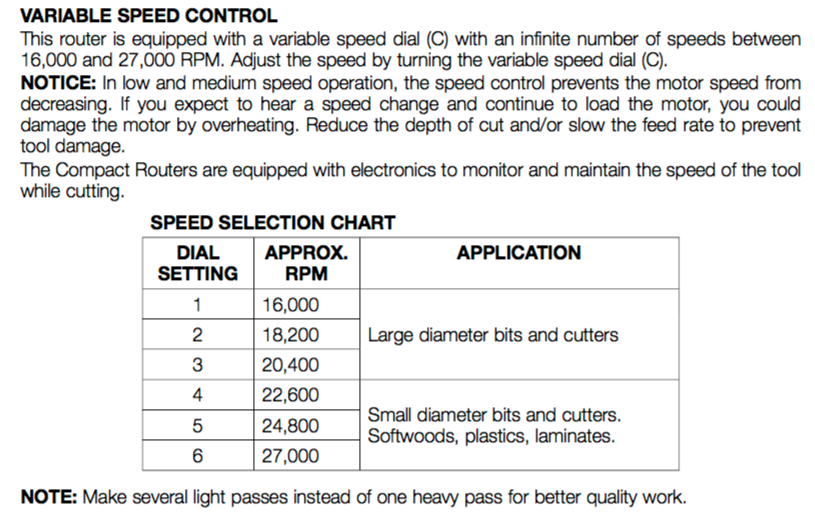 VARIABLE SPEED CONTROL
This router is equipped with a variable speed dial (C) with an infinite number of speeds between
16,000 and 27,000 RPM. Adjust the speed by turning the variable speed dial (C).
NOTICE: In low and medium speed operation, the speed control prevents the motor speed from
decreasing. If you expect to hear a speed change and continue to load the motor, you could
damage the motor by overheating. Reduce the depth of cut and/or slow the feed rate to prevent
tool damage.
The Compact Routers are equipped with electronics to monitor and maintain the speed of the tool
while cutting.
SPEED SELECTION CHART
DIAL SETTING APPROX. RPM APPLICATION
1 16,000
2 18,200 Large diameter bits and cutters
3 20,400
4 22,600
5 24,800 Small diameter bits and cutters. Softwoods, plastics, laminates.
6 27,000
NOTE: Make several light passes instead of one heavy pass for better quality work.